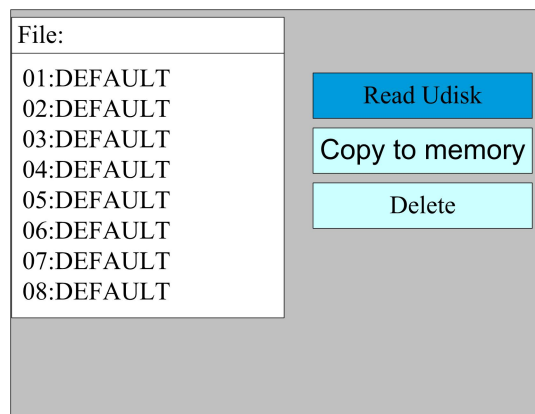 File:
01:DEFAULT
02:DEFAULT
03:DEFAULT
04:DEFAULT
05:DEFAULT
06:DEFAULT
07:DEFAULT
08:DEFAULT
Read Udisk
Copy to memory
Delete